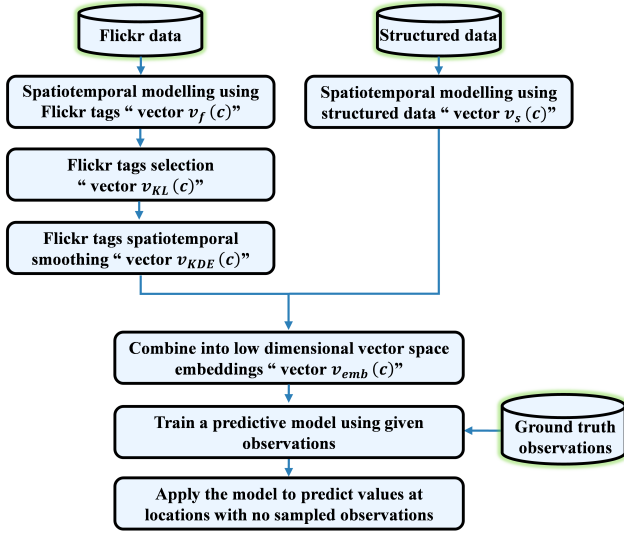 Flickr data
Structured data
Spatiotemporal modelling using
Flickr tags “ vector v_f (c)”
Spatiotemporal modelling using
structured data “ vector v_s (c)”
Flickr tags selection
“ vector v_KL (c)”
Flickr tags spatiotemporal
smoothing “ vector v_KDE (c)”
Combine into low dimensional vector space
embeddings “ vector v_emb (c)”
Train a predictive model using given
observations
Ground truth
observations
Apply the model to predict values at
locations with no sampled observations